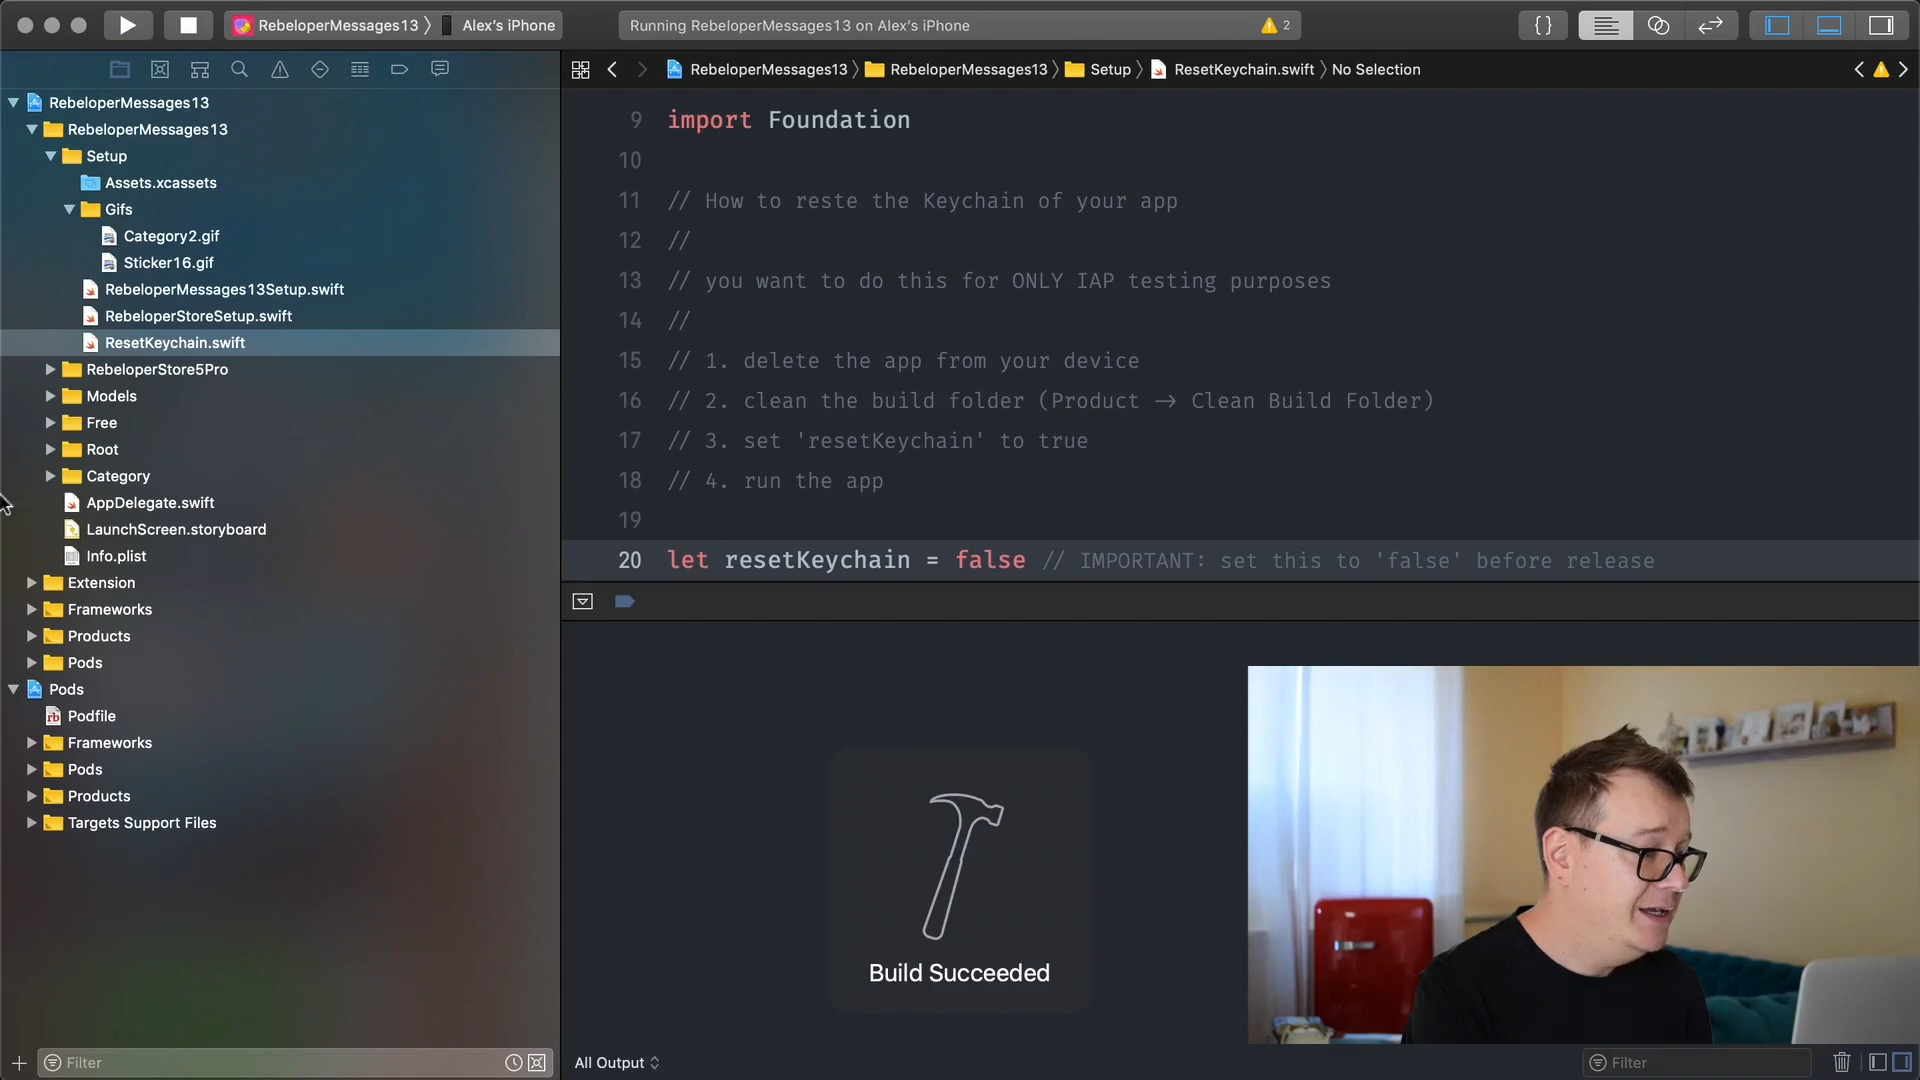 RebeloperMessages13 〉 Alex's iPhone
Running RebeloperMessages13 on Alex's iPhone
2
RebeloperMessages13 〉 RebeloperMessages13 〉 Setup 〉 ResetKeychain.swift 〉 No Selection
RebeloperMessages13
RebeloperMessages13
Setup
Assets.xcassets
Gifs
Category2.gif
Sticker16.gif
RebeloperMessages13Setup.swift
RebeloperStoreSetup.swift
ResetKeychain.swift
RebeloperStore5Pro
Models
Free
Root
Category
AppDelegate.swift
LaunchScreen.storyboard
Info.plist
Extension
Frameworks
Products
Pods
Pods
rb Podfile
Frameworks
Pods
Products
Targets Support Files
Filter
9 import Foundation
10
11 // How to reste the Keychain of your app
12 //
13 // you want to do this for ONLY IAP testing purposes
14 //
15 // 1. delete the app from your device
16 // 2. clean the build folder (Product → Clean Build Folder)
17 // 3. set 'resetKeychain' to true
18 // 4. run the app
19
20 let resetKeychain = false // IMPORTANT: set this to 'false' before release
Build Succeeded
All Output
Filter